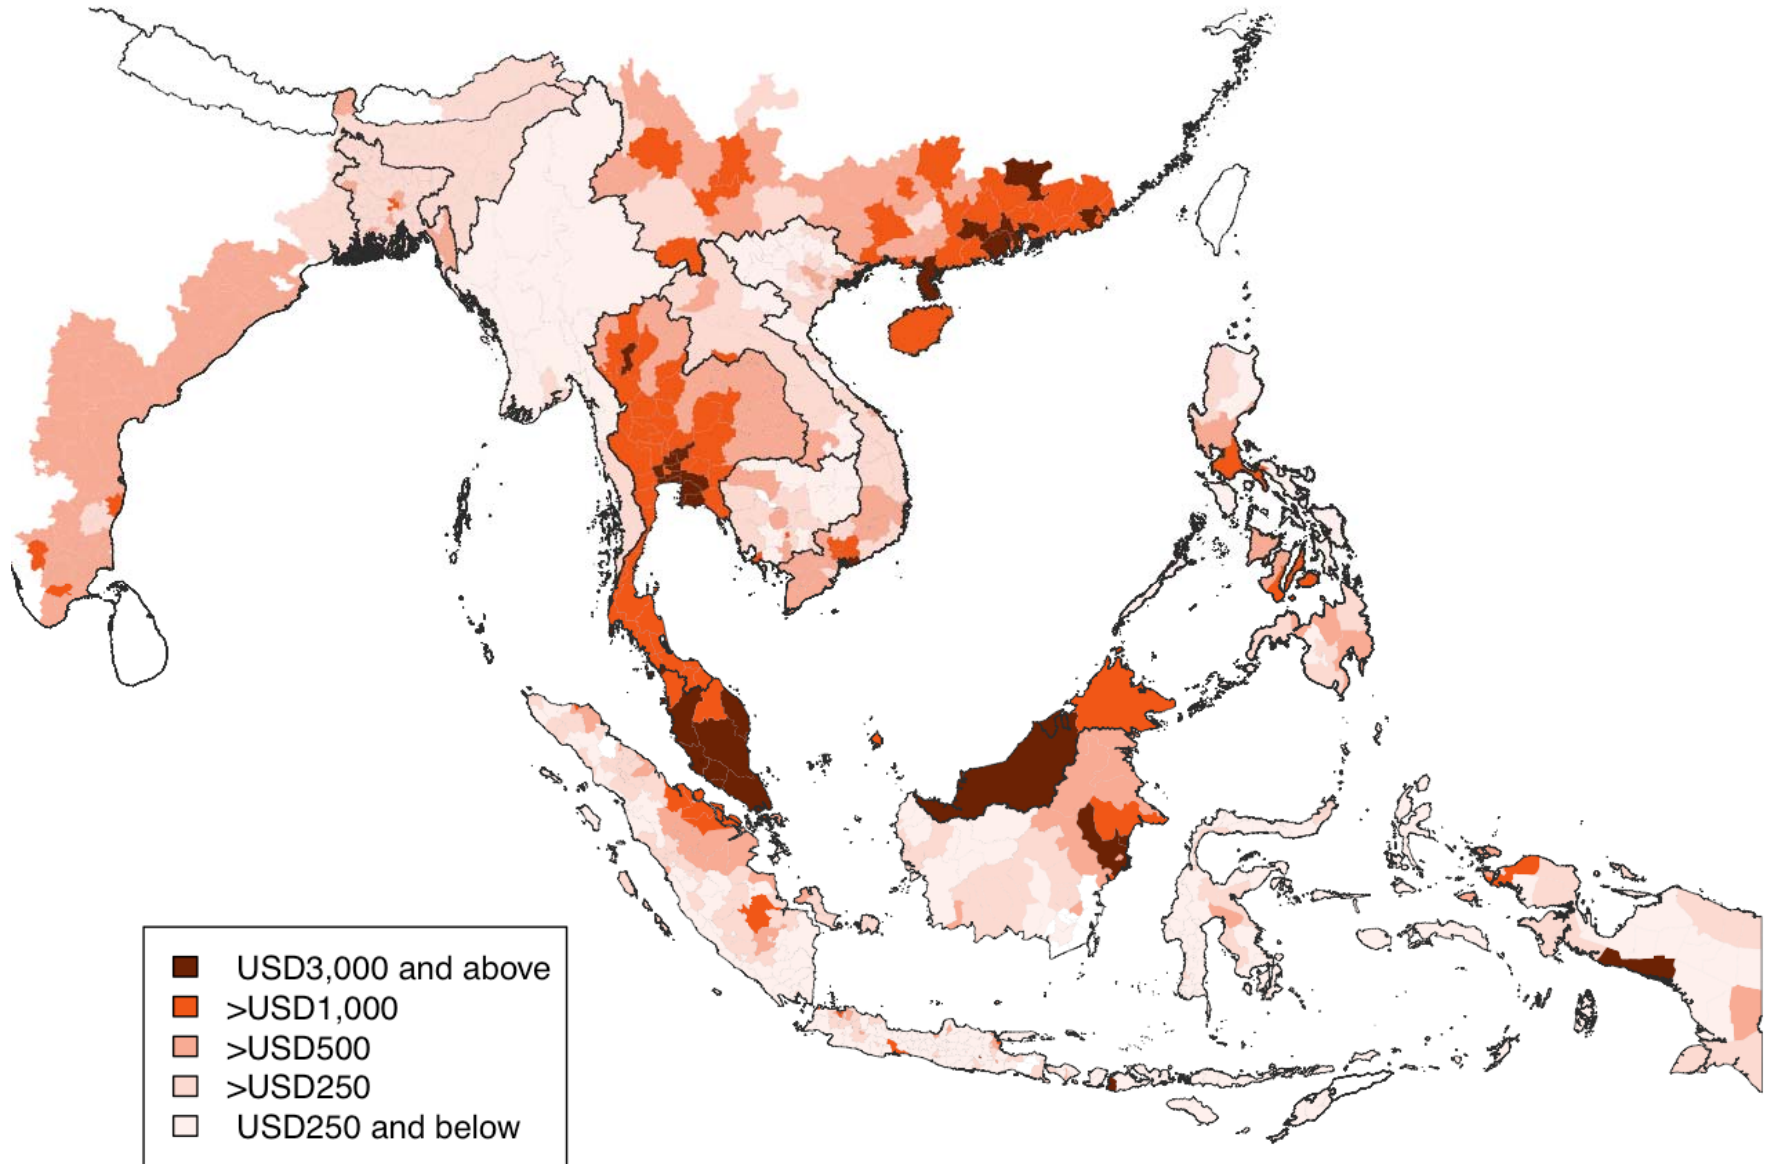 USD3,000 and above
>USD1,000
>USD500
>USD250
USD250 and below